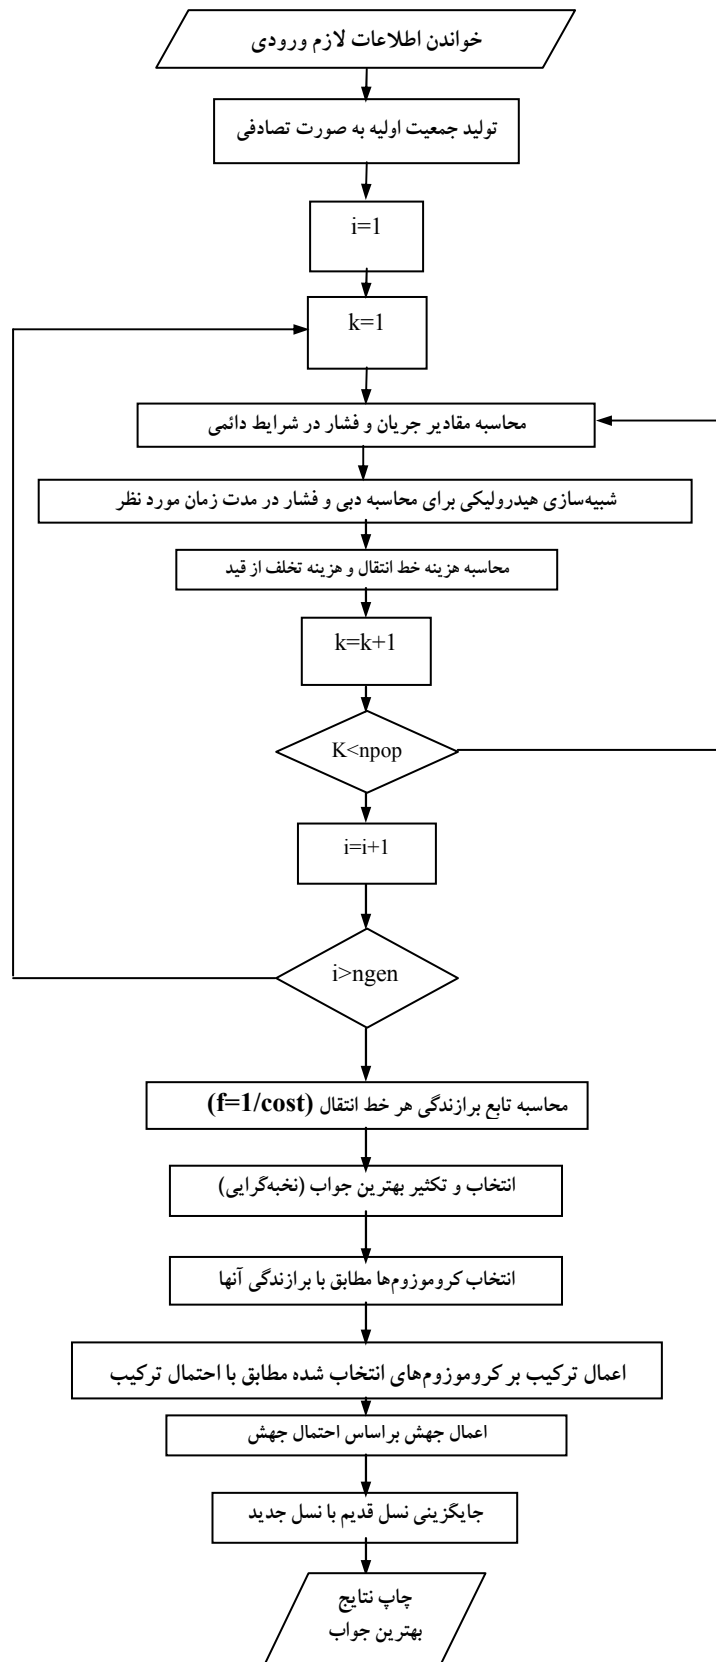 خواندن اطلاعات لازم ورودی
تولید جمعیت اولیه به صورت تصادفی
i=1
k=1
محاسبه مقادیر جریان و فشار در شرایط دائمی
شبیه‌سازی هیدرولیکی برای محاسبه دبی و فشار در مدت زمان مورد نظر
محاسبه هزینه خط انتقال و هزینه تخلف از قید
k=k+1
K<npop
i=i+1
i>ngen
محاسبه تابع برازندگی هر خط انتقال (f=1/cost)
انتخاب و تکثیر بهترین جواب (نخبه‌گرایی)
انتخاب کروموزوم‌ها مطابق با برازندگی آنها
اعمال ترکیب بر کروموزوم‌های انتخاب شده مطابق با احتمال ترکیب
اعمال جهش براساس احتمال جهش
جایگزینی نسل قدیم با نسل جدید
چاپ نتایج
بهترین جواب